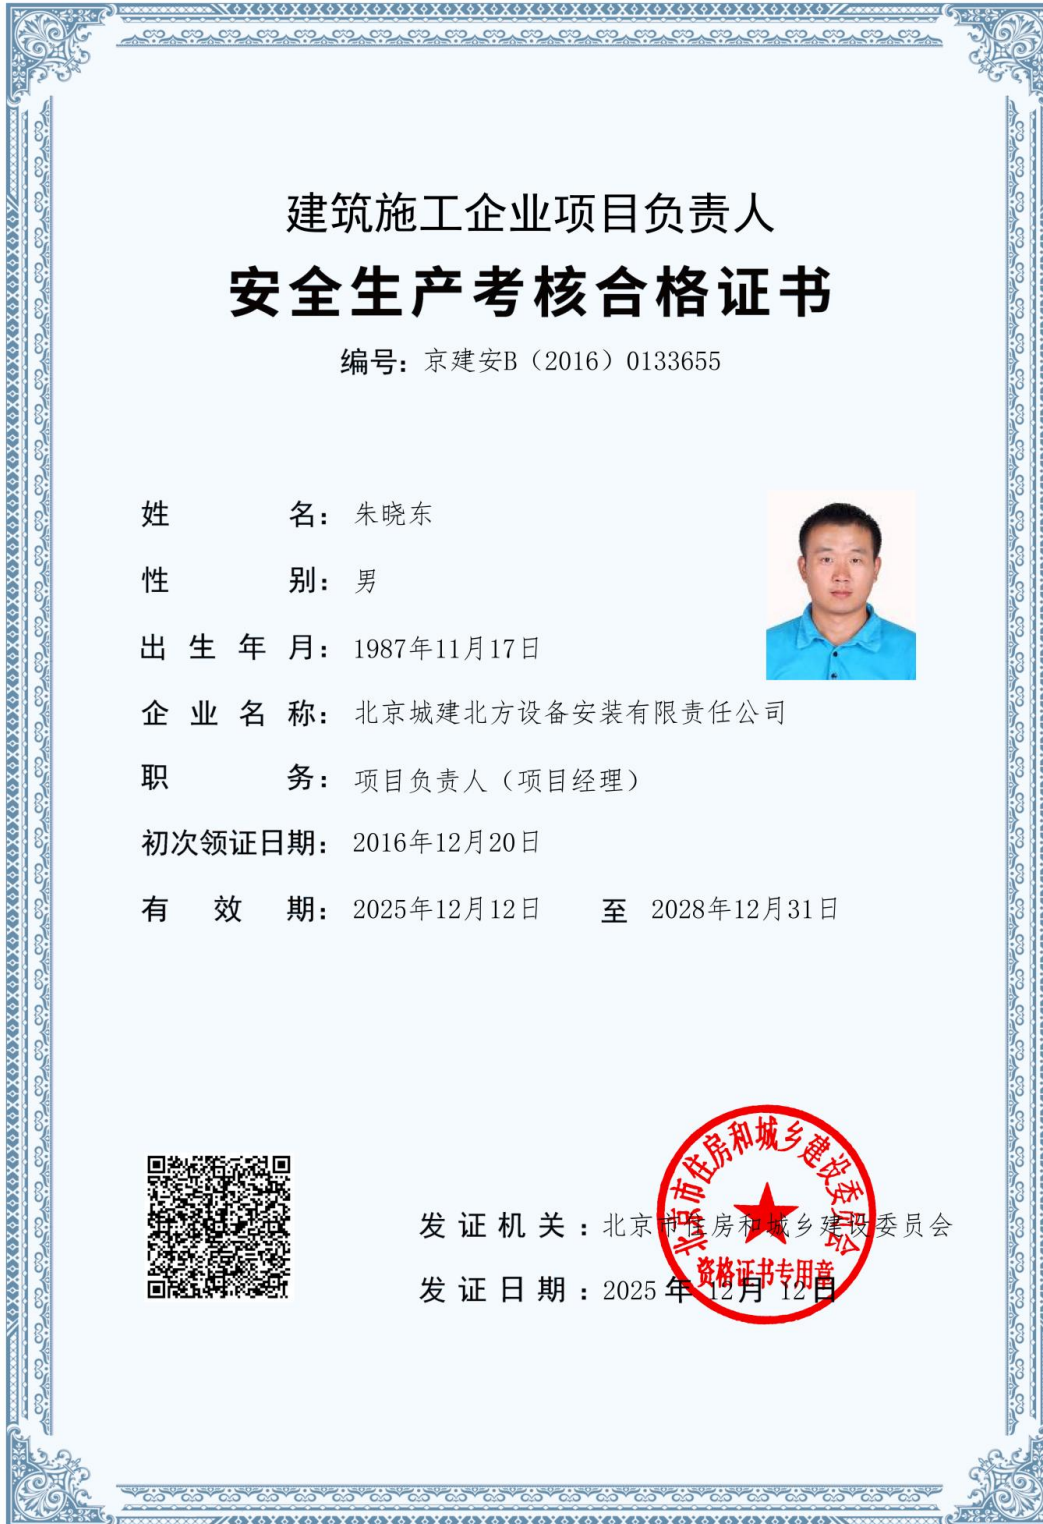 建筑施工企业项目负责人
安全生产考核合格证书
编号：京建安B（2016）0133655
姓名：朱晓东
性别：男
出生年月：1987年11月17日
企业名称：北京城建北方设备安装有限责任公司
职务：项目负责人（项目经理）
初次领证日期：2016年12月20日
有效期：2025年12月12日 至 2028年12月31日
北京市住房和城乡建设委员会
资格证书专用章
发证机关：北京市住房和城乡建设委员会
发证日期：2025年12月12日